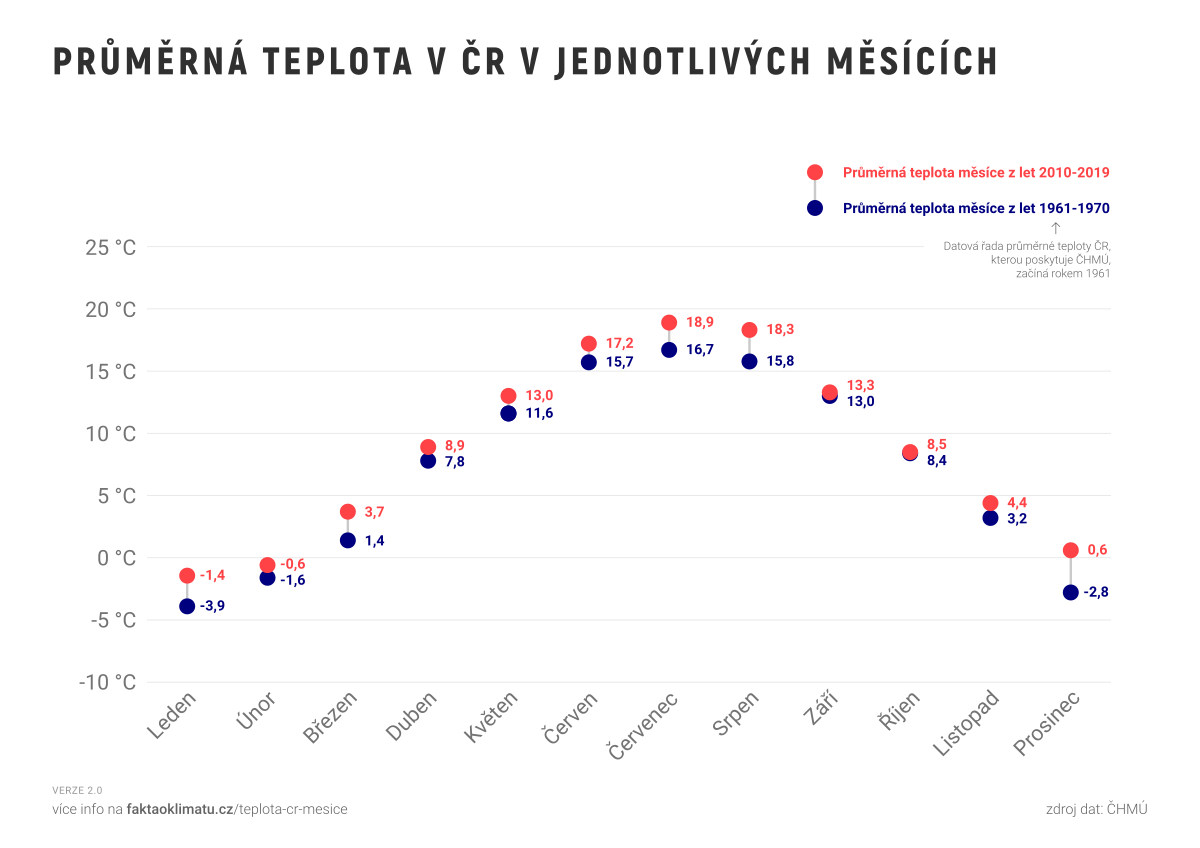 PRŮMĚRNÁ TEPLOTA V ČR V JEDNOTLIVÝCH MĚSÍCÍCH
Průměrná teplota měsíce z let 2010-2019
Průměrná teplota měsíce z let 1961-1970
↑
Datová řada průměrné teploty ČR,
kterou poskytuje ČHMÚ,
začíná rokem 1961
25 °C
20 °C
15 °C
10 °C
5 °C
0 °C
-5 °C
-10 °C
-1,4
-3,9
-0,6
-1,6
3,7
1,4
8,9
7,8
13,0
11,6
17,2
15,7
18,9
16,7
18,3
15,8
13,3
13,0
8,5
8,4
4,4
3,2
0,6
-2,8
Leden
Únor
Březen
Duben
Květen
Červen
Červenec
Srpen
Září
Říjen
Listopad
Prosinec
VERZE 2.0
více info na faktaoklimatu.cz/teplota-cr-mesice
zdroj dat: ČHMÚ